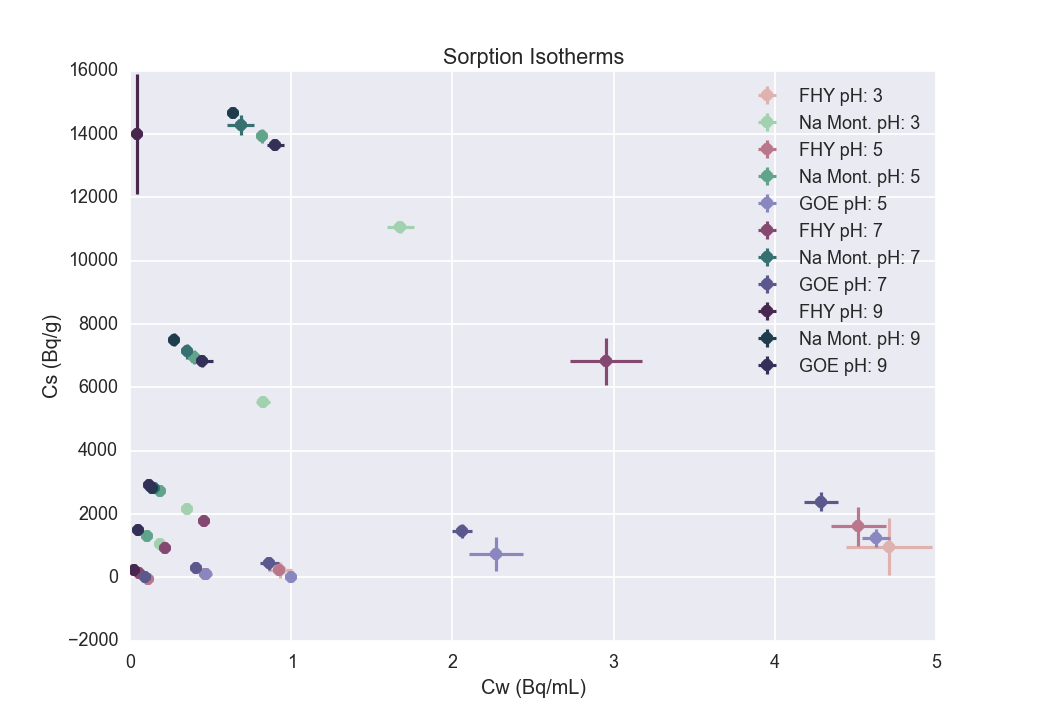 Sorption Isotherms
16000
14000
12000
10000
8000
6000
4000
2000
0
−2000
Cs (Bq/g)
0 1 2 3 4 5
Cw (Bq/mL)
FHY pH: 3
Na Mont. pH: 3
FHY pH: 5
Na Mont. pH: 5
GOE pH: 5
FHY pH: 7
Na Mont. pH: 7
GOE pH: 7
FHY pH: 9
Na Mont. pH: 9
GOE pH: 9